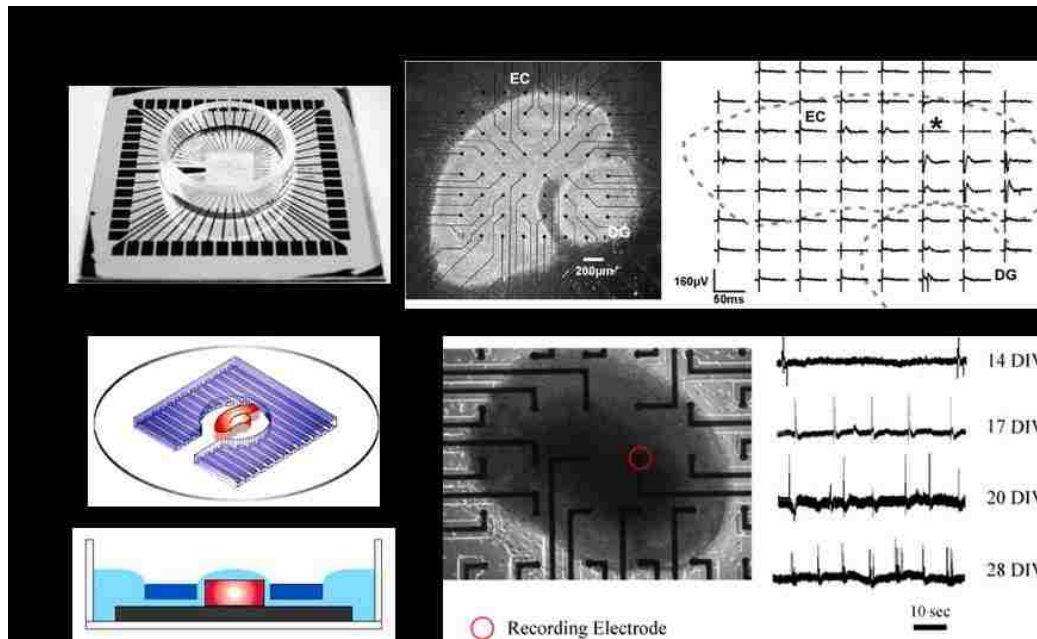 EC
DG
200µm
EC
*
DG
160µV
50ms
14 DIV
17 DIV
20 DIV
28 DIV
10 sec
Recording Electrode